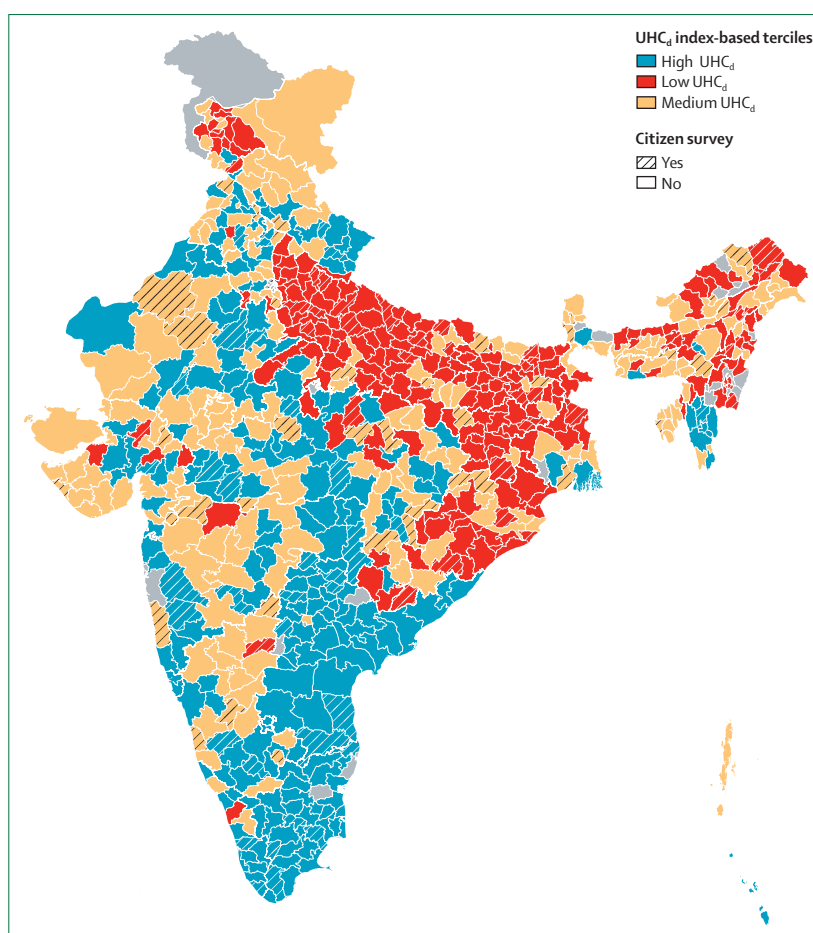 UHCd index-based terciles
High UHCd
Low UHCd
Medium UHCd
Citizen survey
Yes
No